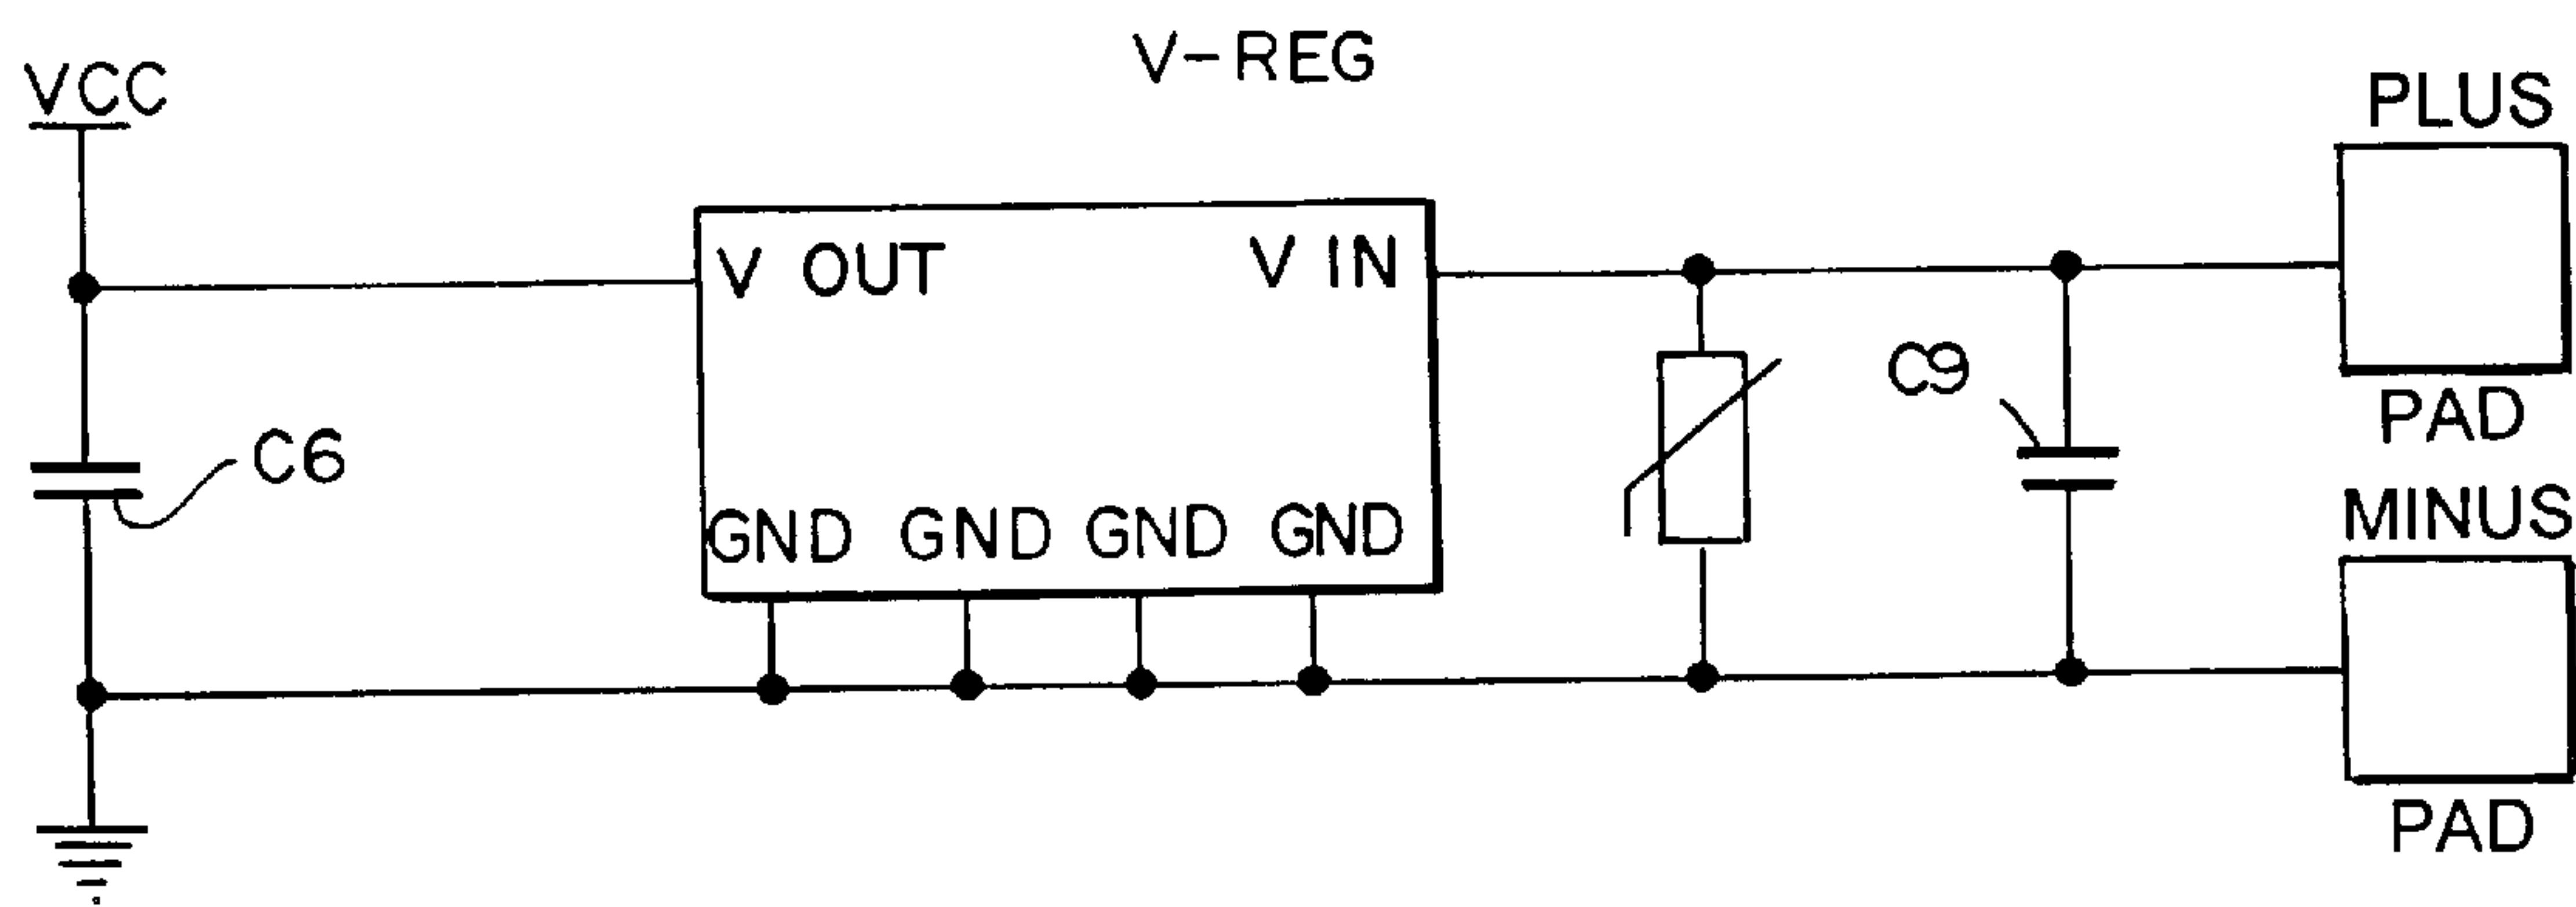 V-REG
VCC
PLUS
V OUT
V IN
C9
PAD
C6
MINUS
GND GND GND GND
PAD